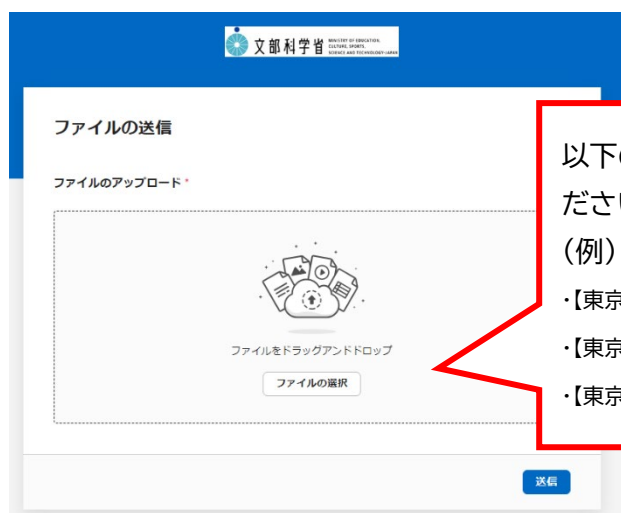 文部科学省
MINISTRY OF EDUCATION,
CULTURE, SPORTS,
SCIENCE AND TECHNOLOGY-JAPAN
ファイルの送信
ファイルのアップロード *
ファイルをドラッグアンドドロップ
ファイルの選択
送信
以下
ださい
（例）
・【東京
・【東京
・【東京